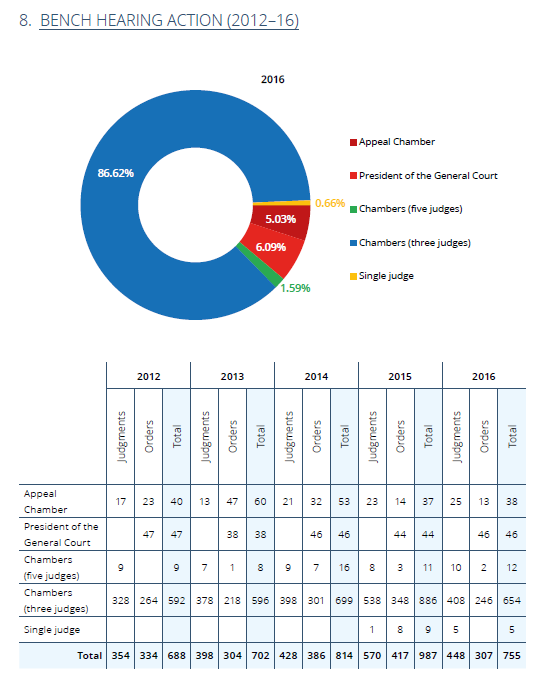 8. BENCH HEARING ACTION (2012–16)
2016
86.62%
0.66%
5.03%
6.09%
1.59%
Appeal Chamber
President of the General Court
Chambers (five judges)
Chambers (three judges)
Single judge
2012 2013 2014 2015 2016
Judgments Orders Total Judgments Orders Total Judgments Orders Total Judgments Orders Total Judgments Orders Total
Appeal
Chamber 17 23 40 13 47 60 21 32 53 23 14 37 25 13 38
President of the
General Court 47 47 38 38 46 46 44 44 46 46
Chambers
(five judges) 9 9 7 1 8 9 7 16 8 3 11 10 2 12
Chambers
(three judges) 328 264 592 378 218 596 398 301 699 538 348 886 408 246 654
Single judge 1 8 9 5 5
Total 354 334 688 398 304 702 428 386 814 570 417 987 448 307 755